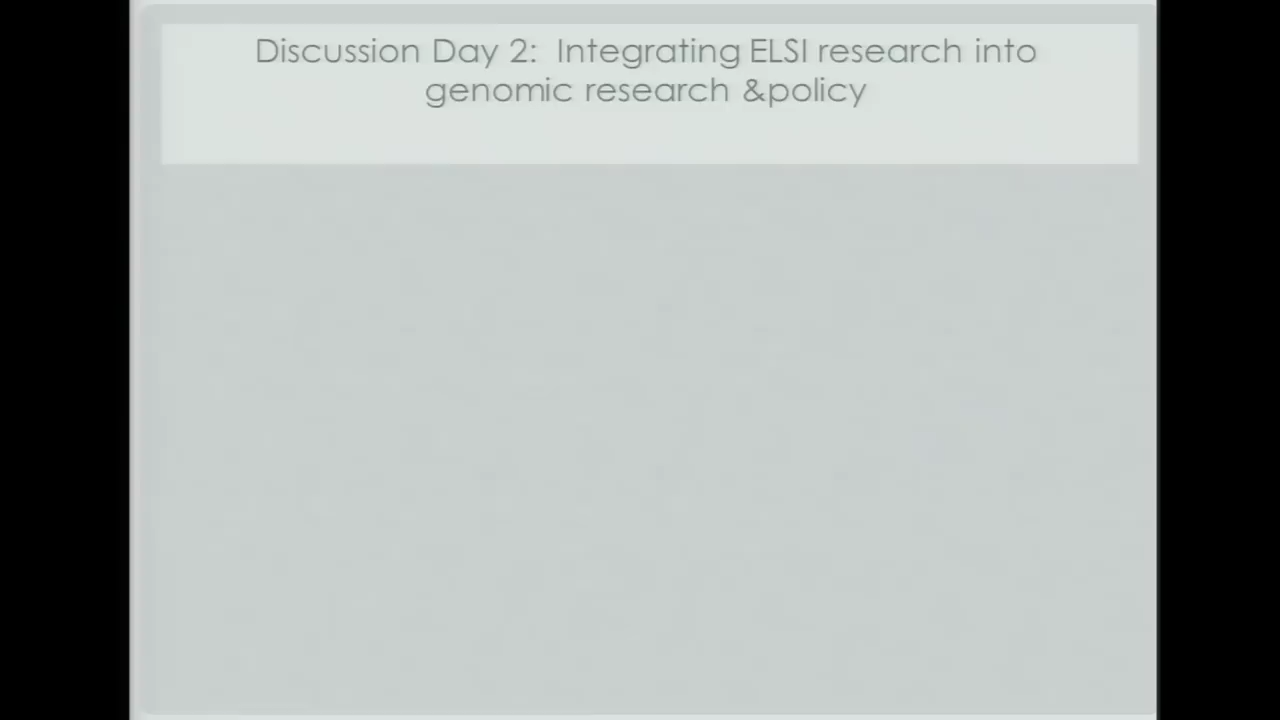 Discussion Day 2:  Integrating ELSI research into
genomic research &policy